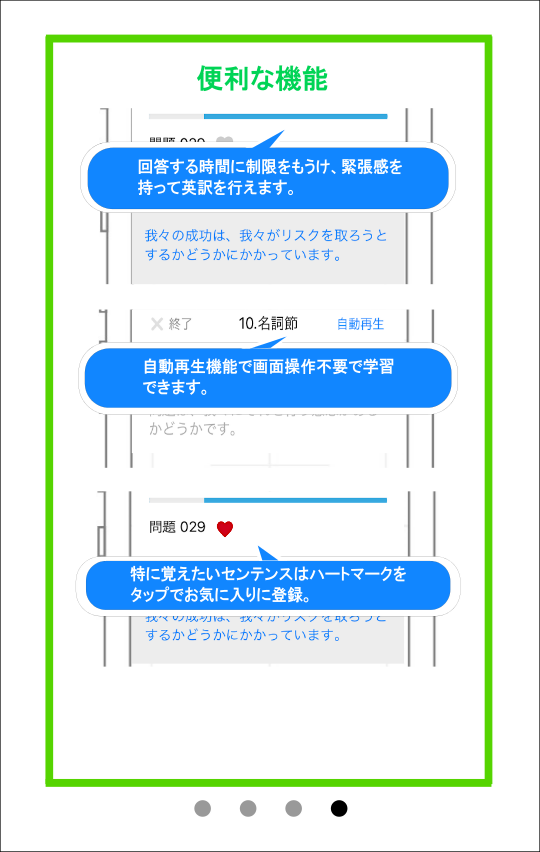 便利な機能
問題 029
回答する時間に制限をもうけ、緊張感を
持って英訳を行えます。
我々の成功は、我々がリスクを取ろうと
するかどうかにかかっています。
終了 10.名詞節 自動再生
自動再生機能で画面操作不要で学習
できます。
かどうかです。
問題 029
特に覚えたいセンテンスはハートマークを
タップでお気に入りに登録。
我々の成功は、我々がリスクを取ろうと
するかどうかにかかっています。